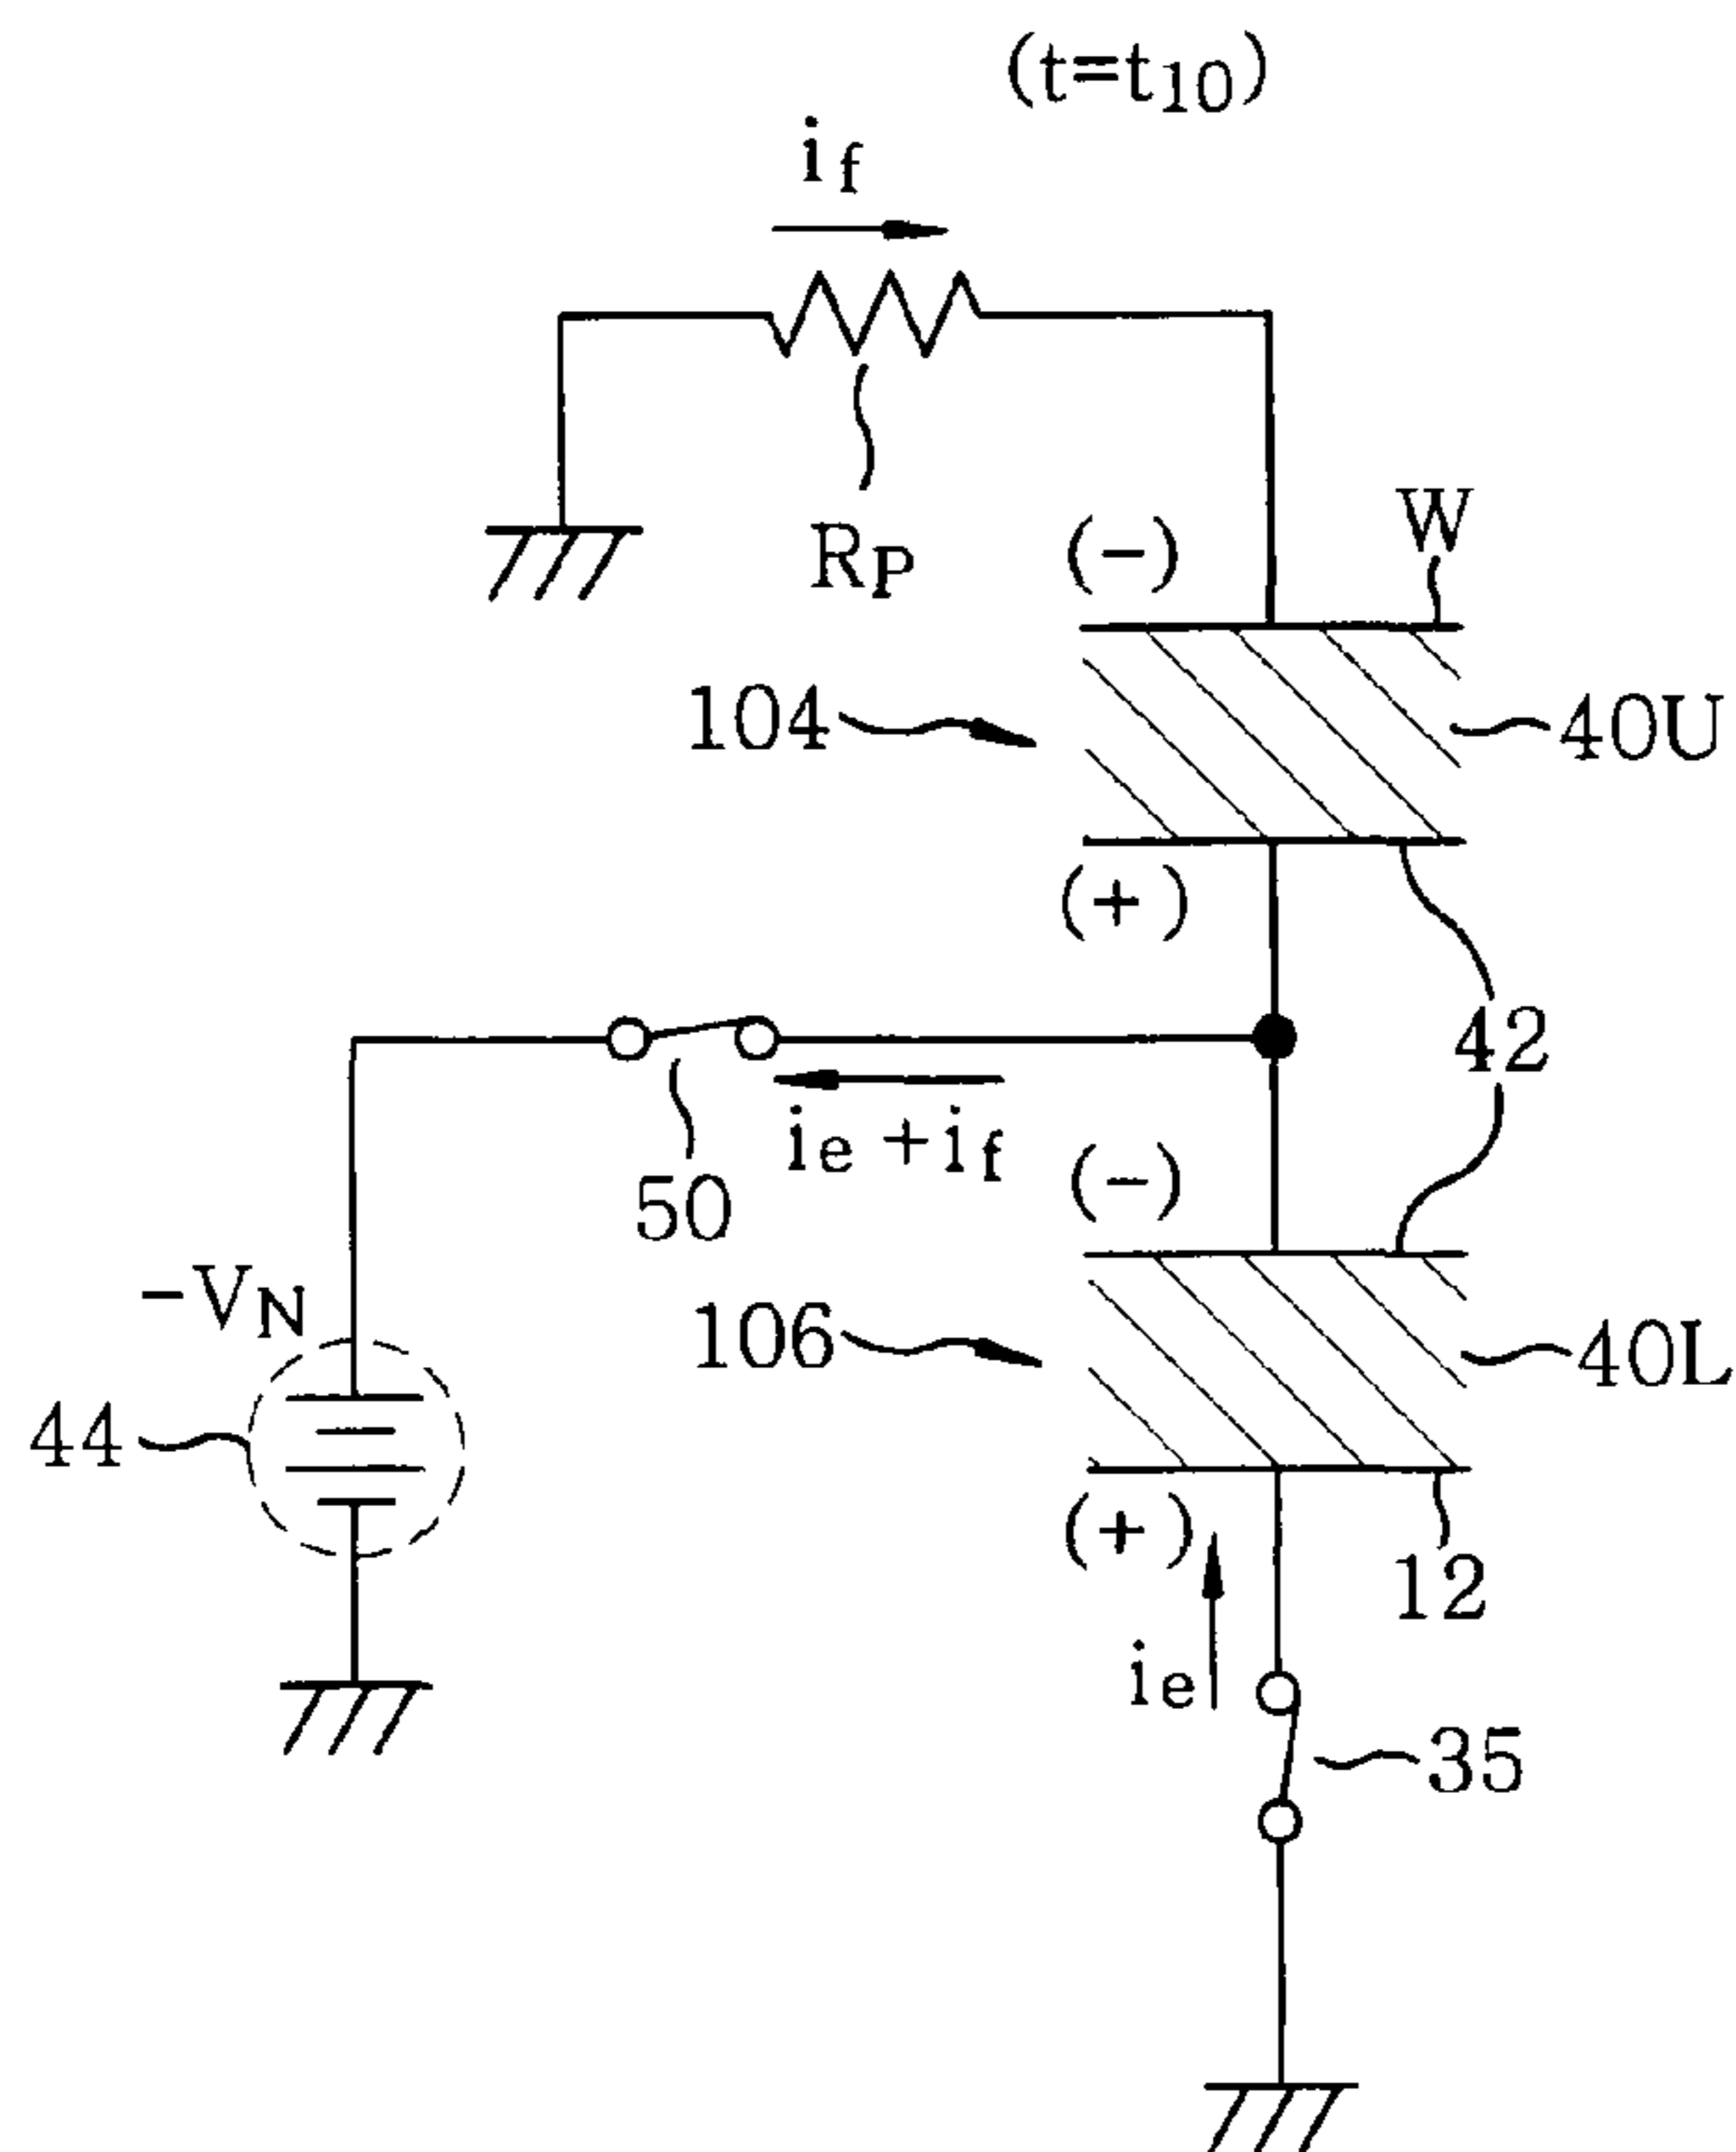 (t=t10)
if
RP
(-)
W
104
40U
(+)
42
ie+if
50
(-)
-VN
106
40L
44
(+)
12
ie
35